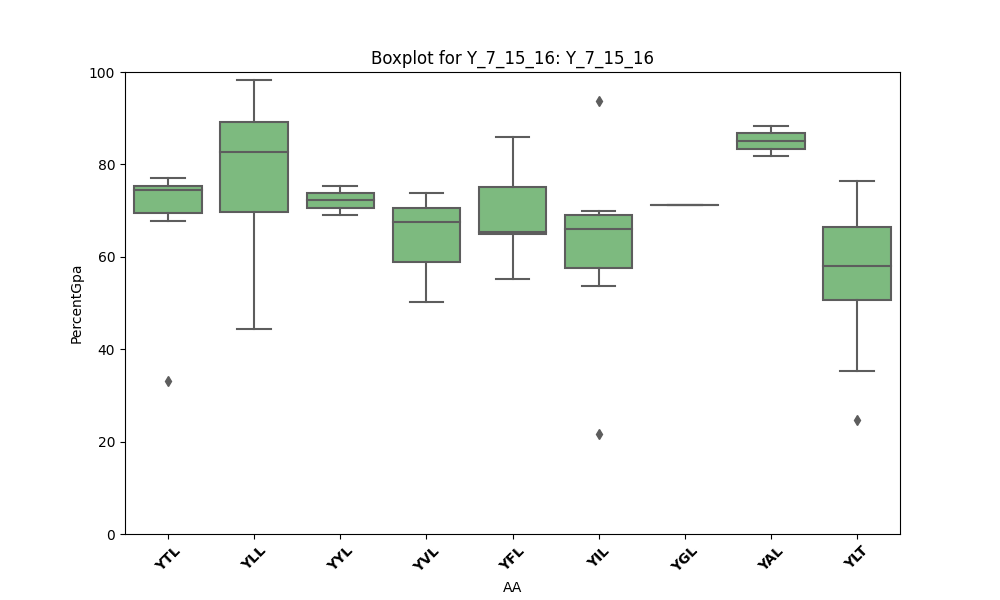 Boxplot for Y_7_15_16: Y_7_15_16
PercentGpa
100
80
60
40
20
0
YTL YLL YYL YVL YFL YIL YGL YAL YLT
AA